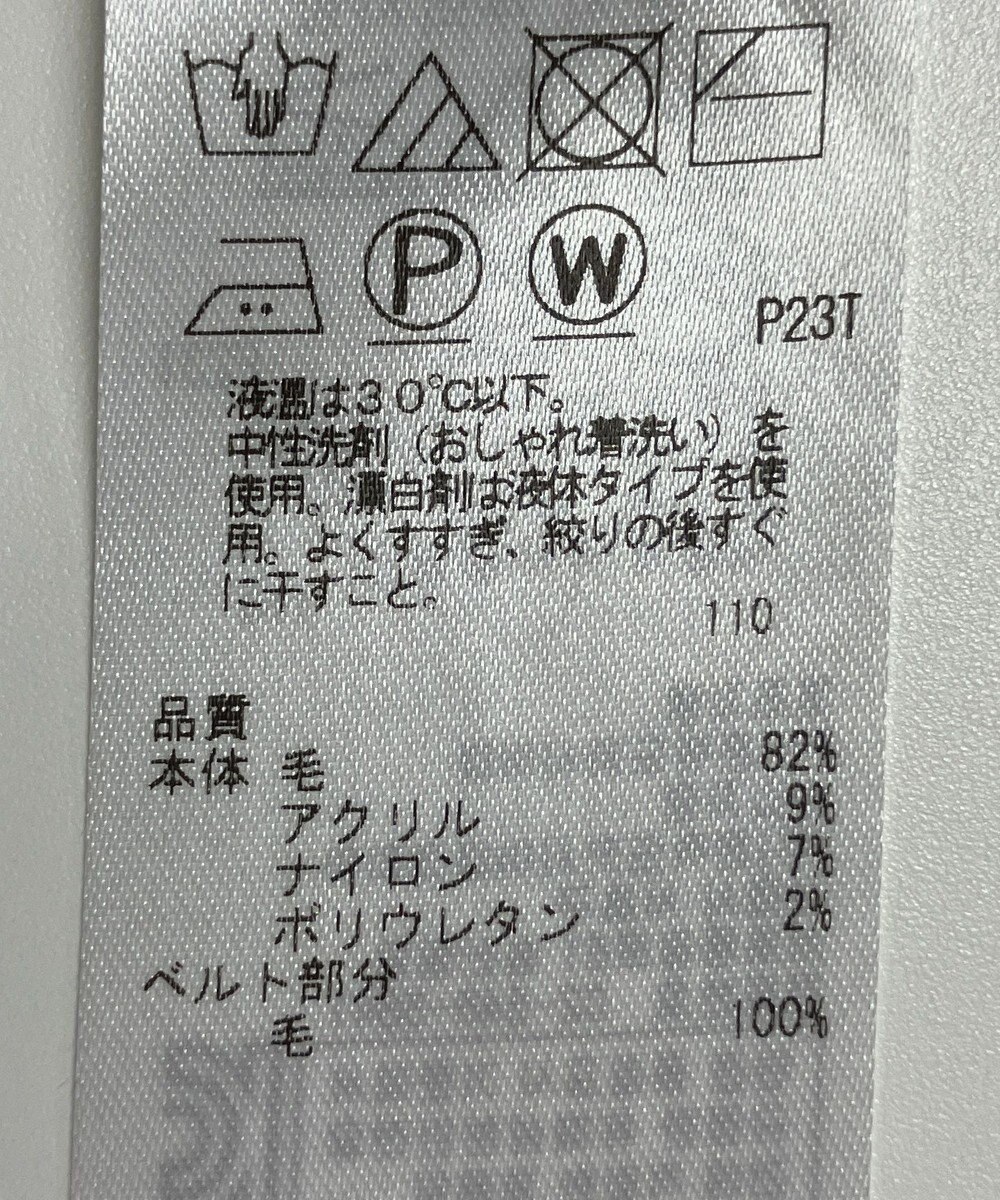 P
W
P23T
液温は30℃以下。
中性洗剤（おしゃれ着洗い）を
使用。漂白剤は液体タイプを使
用。よくすすぎ、絞りの後すぐ
に干すこと。
110
品質
本体 毛 82%
アクリル 9%
ナイロン 7%
ポリウレタン 2%
ベルト部分
毛 100%